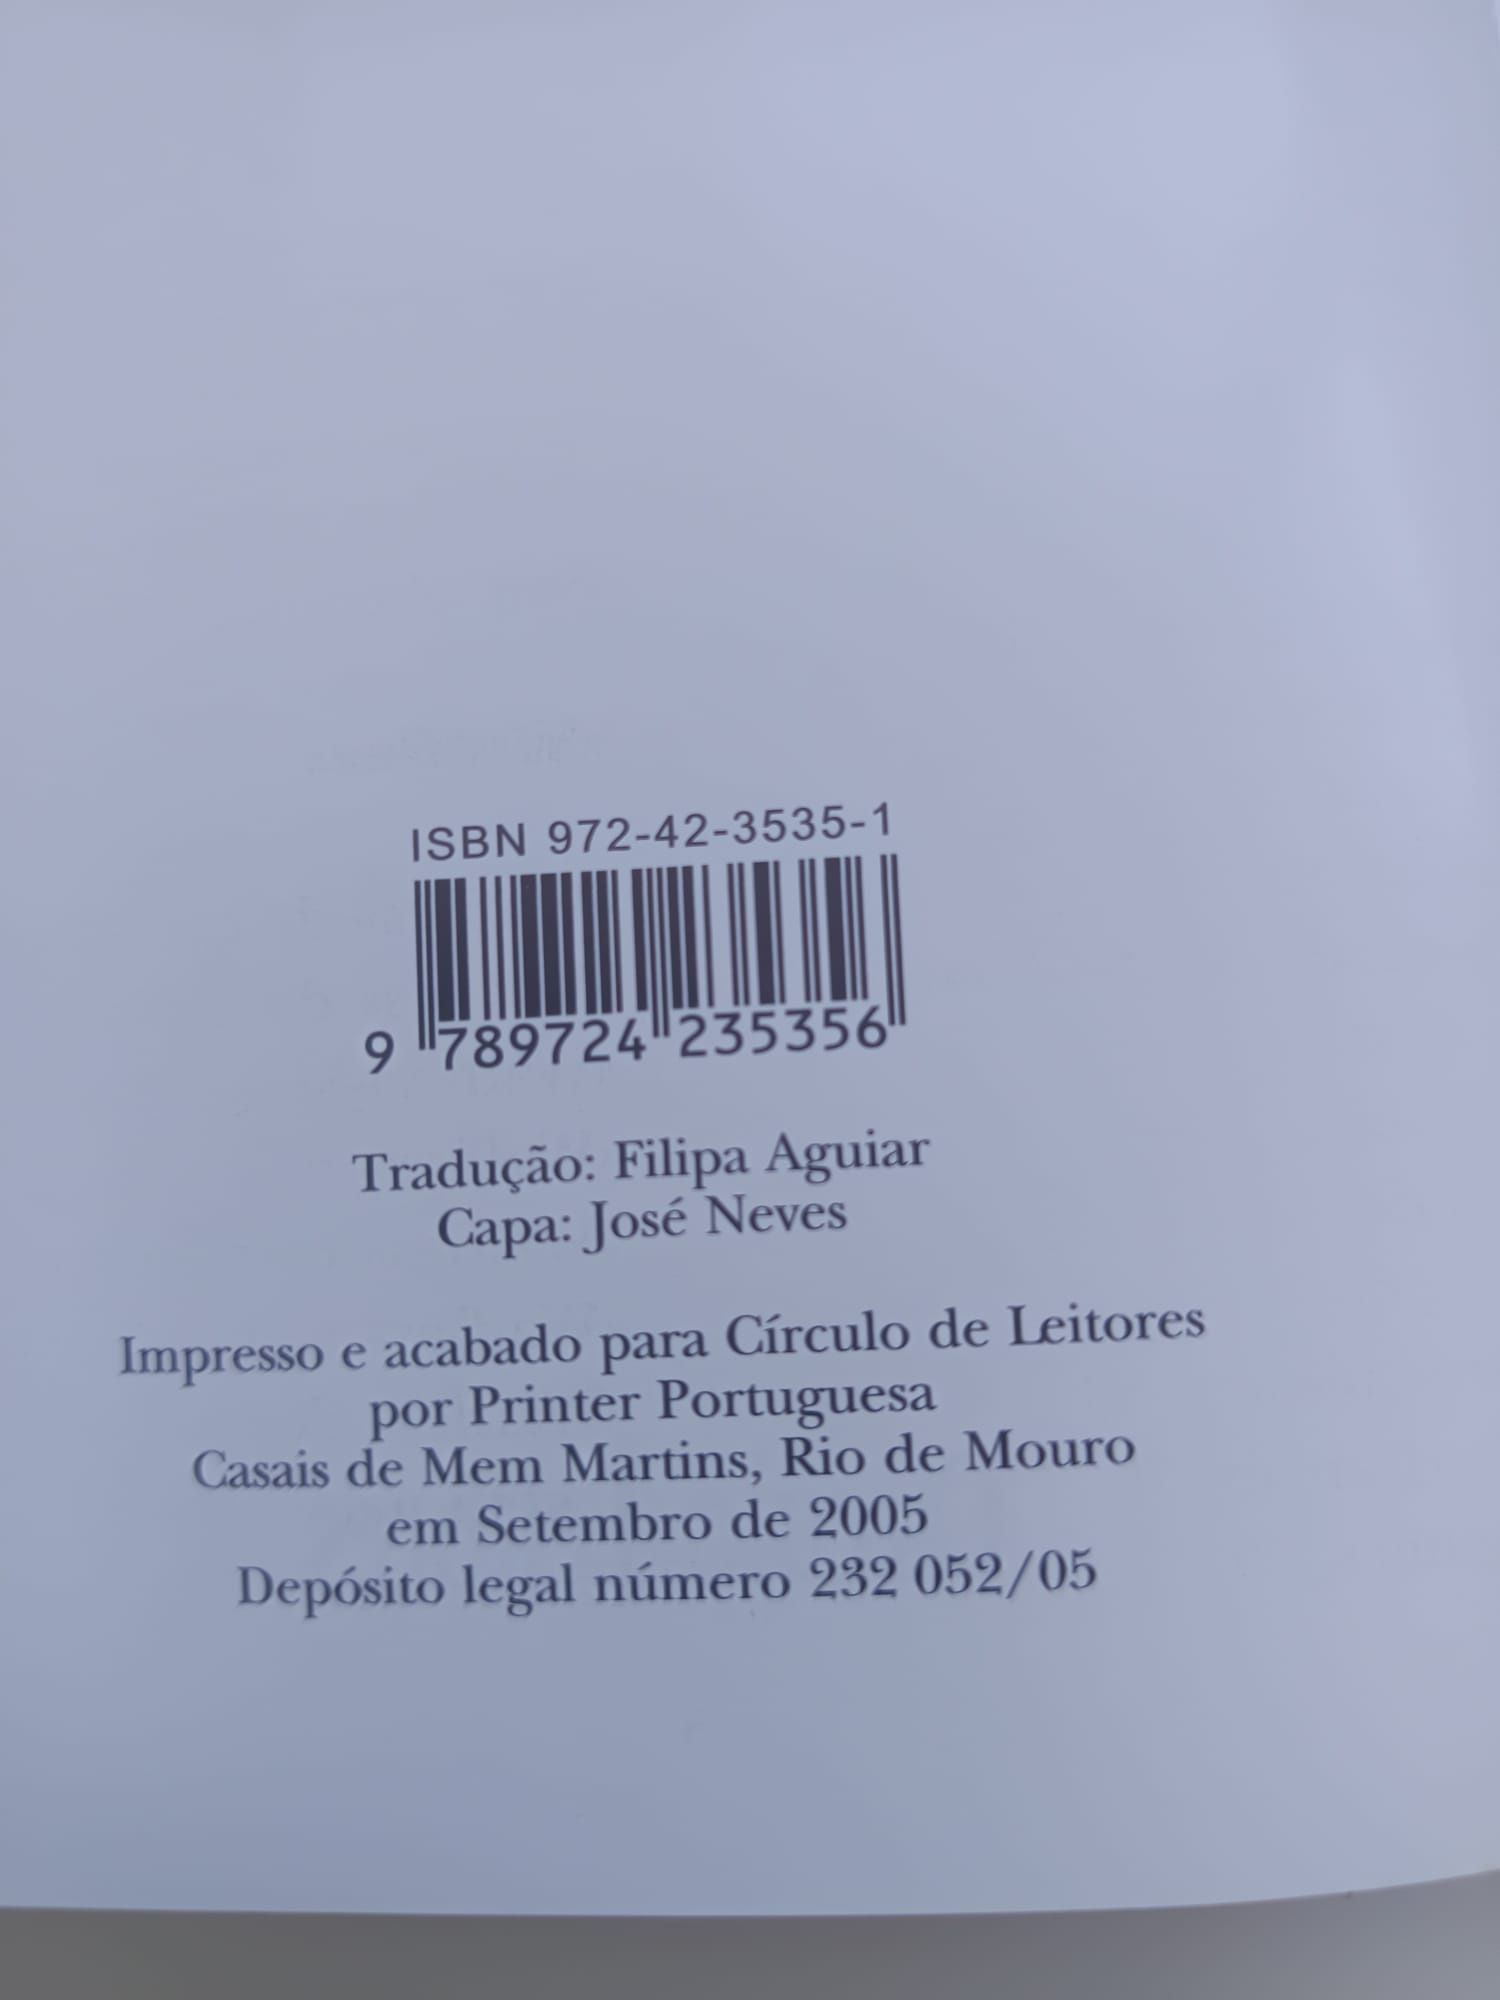 ISBN 972-42-3535-1
9 789724 235356
Tradução: Filipa Aguiar
Capa: José Neves
Impresso e acabado para Círculo de Leitores
por Printer Portuguesa
Casais de Mem Martins, Rio de Mouro
em Setembro de 2005
Depósito legal número 232 052/05